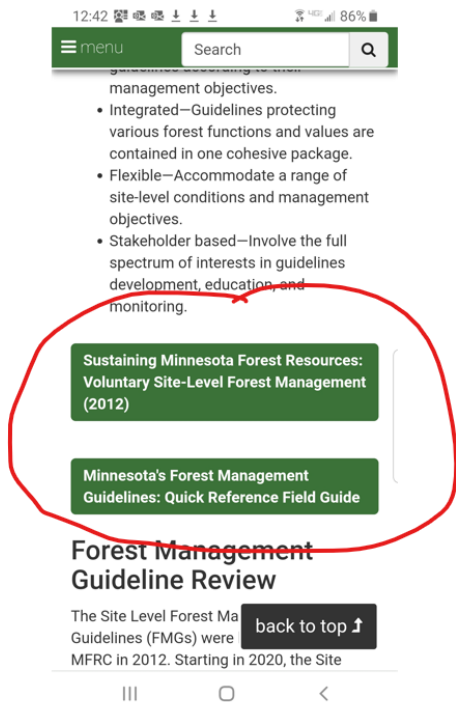 12:42 4G 86%
menu Search
management objectives.
• Integrated—Guidelines protecting
various forest functions and values are
contained in one cohesive package.
• Flexible—Accommodate a range of
site-level conditions and management
objectives.
• Stakeholder based—Involve the full
spectrum of interests in guidelines
development, education, and
monitoring.
Sustaining Minnesota Forest Resources:
Voluntary Site-Level Forest Management
(2012)
Minnesota's Forest Management
Guidelines: Quick Reference Field Guide
Forest Management
Guideline Review
The Site Level Forest Ma
back to top
Guidelines (FMGs) were
MFRC in 2012. Starting in 2020, the Site